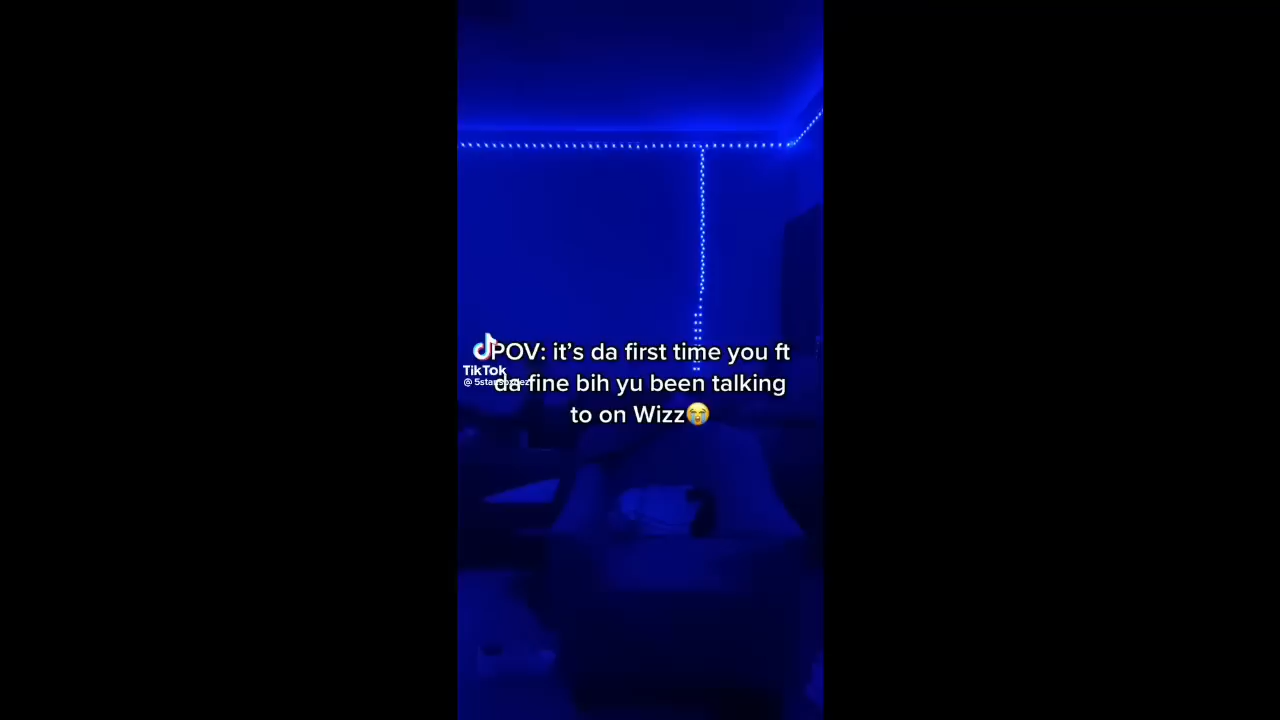 POV: it’s da first time you ft
da fine bih yu been talking
to on Wizz😭
TikTok